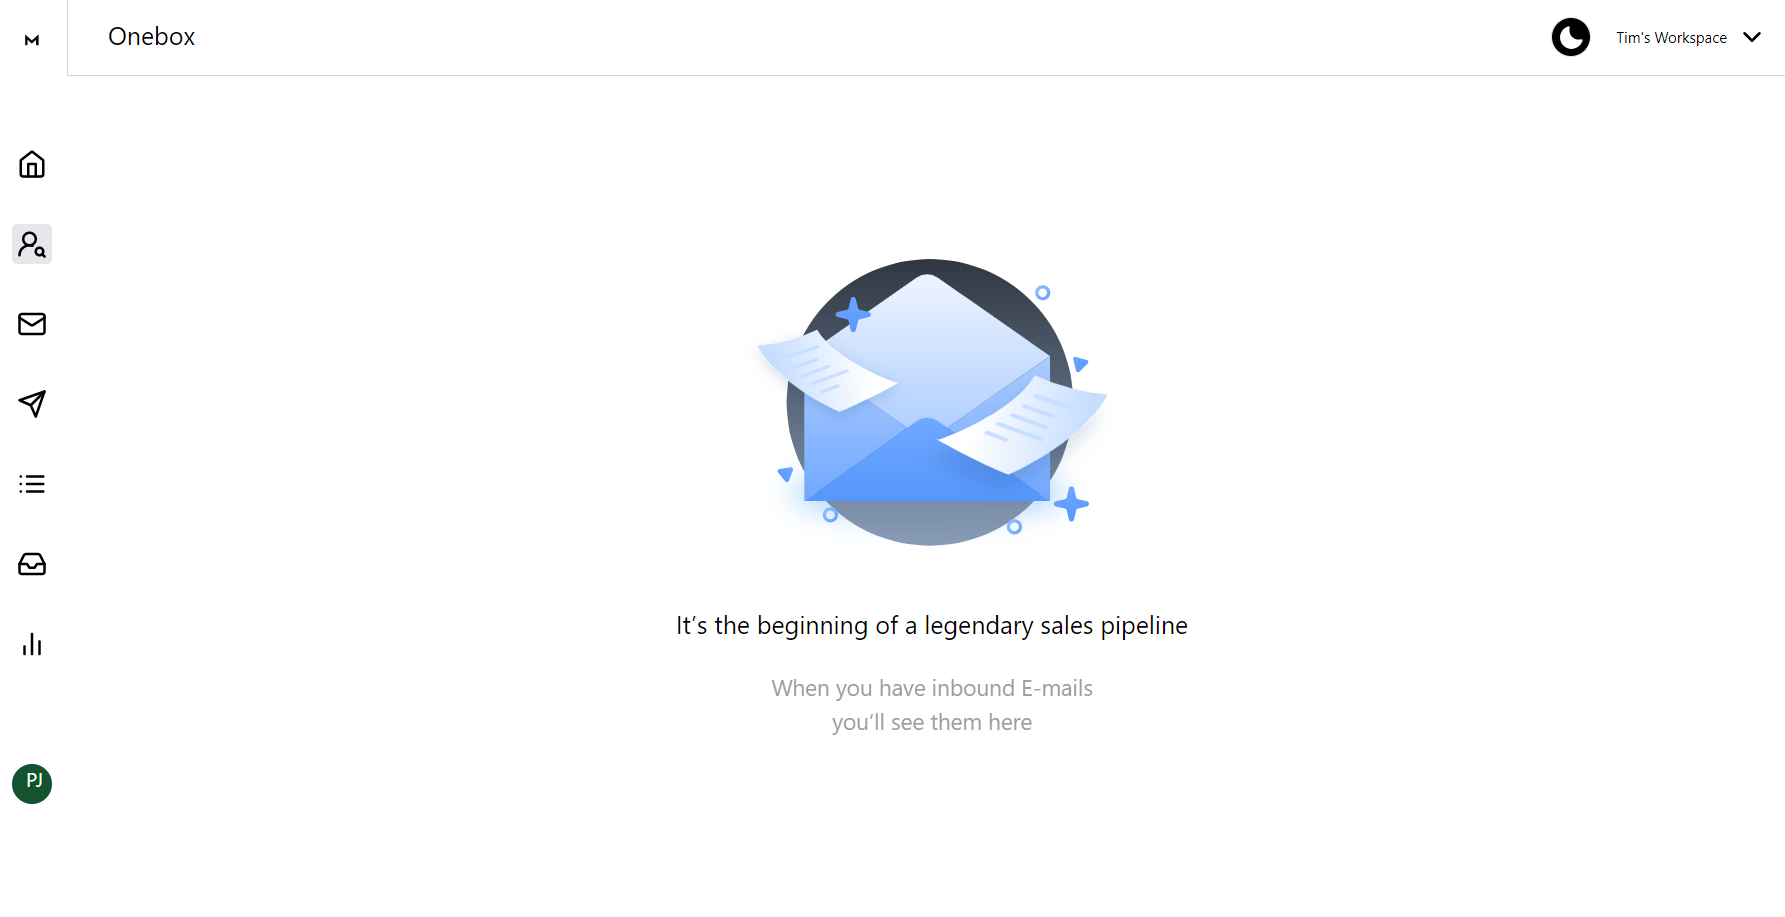 M
Onebox
Tim's Workspace
It’s the beginning of a legendary sales pipeline
When you have inbound E-mails
you’ll see them here
PJ